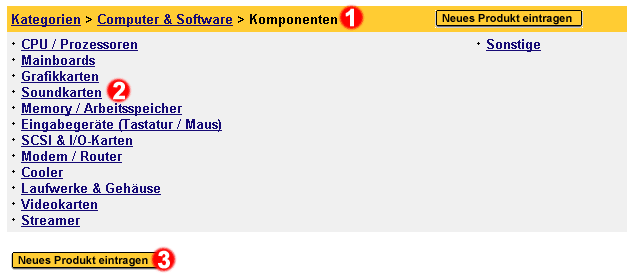 Kategorien > Computer & Software > Komponenten 1 Neues Produkt eintragen
· CPU / Prozessoren · Sonstige
· Mainboards
· Grafikkarten
· Soundkarten 2
· Memory / Arbeitsspeicher
· Eingabegeräte (Tastatur / Maus)
· SCSI & I/O-Karten
· Modem / Router
· Cooler
· Laufwerke & Gehäuse
· Videokarten
· Streamer
Neues Produkt eintragen 3